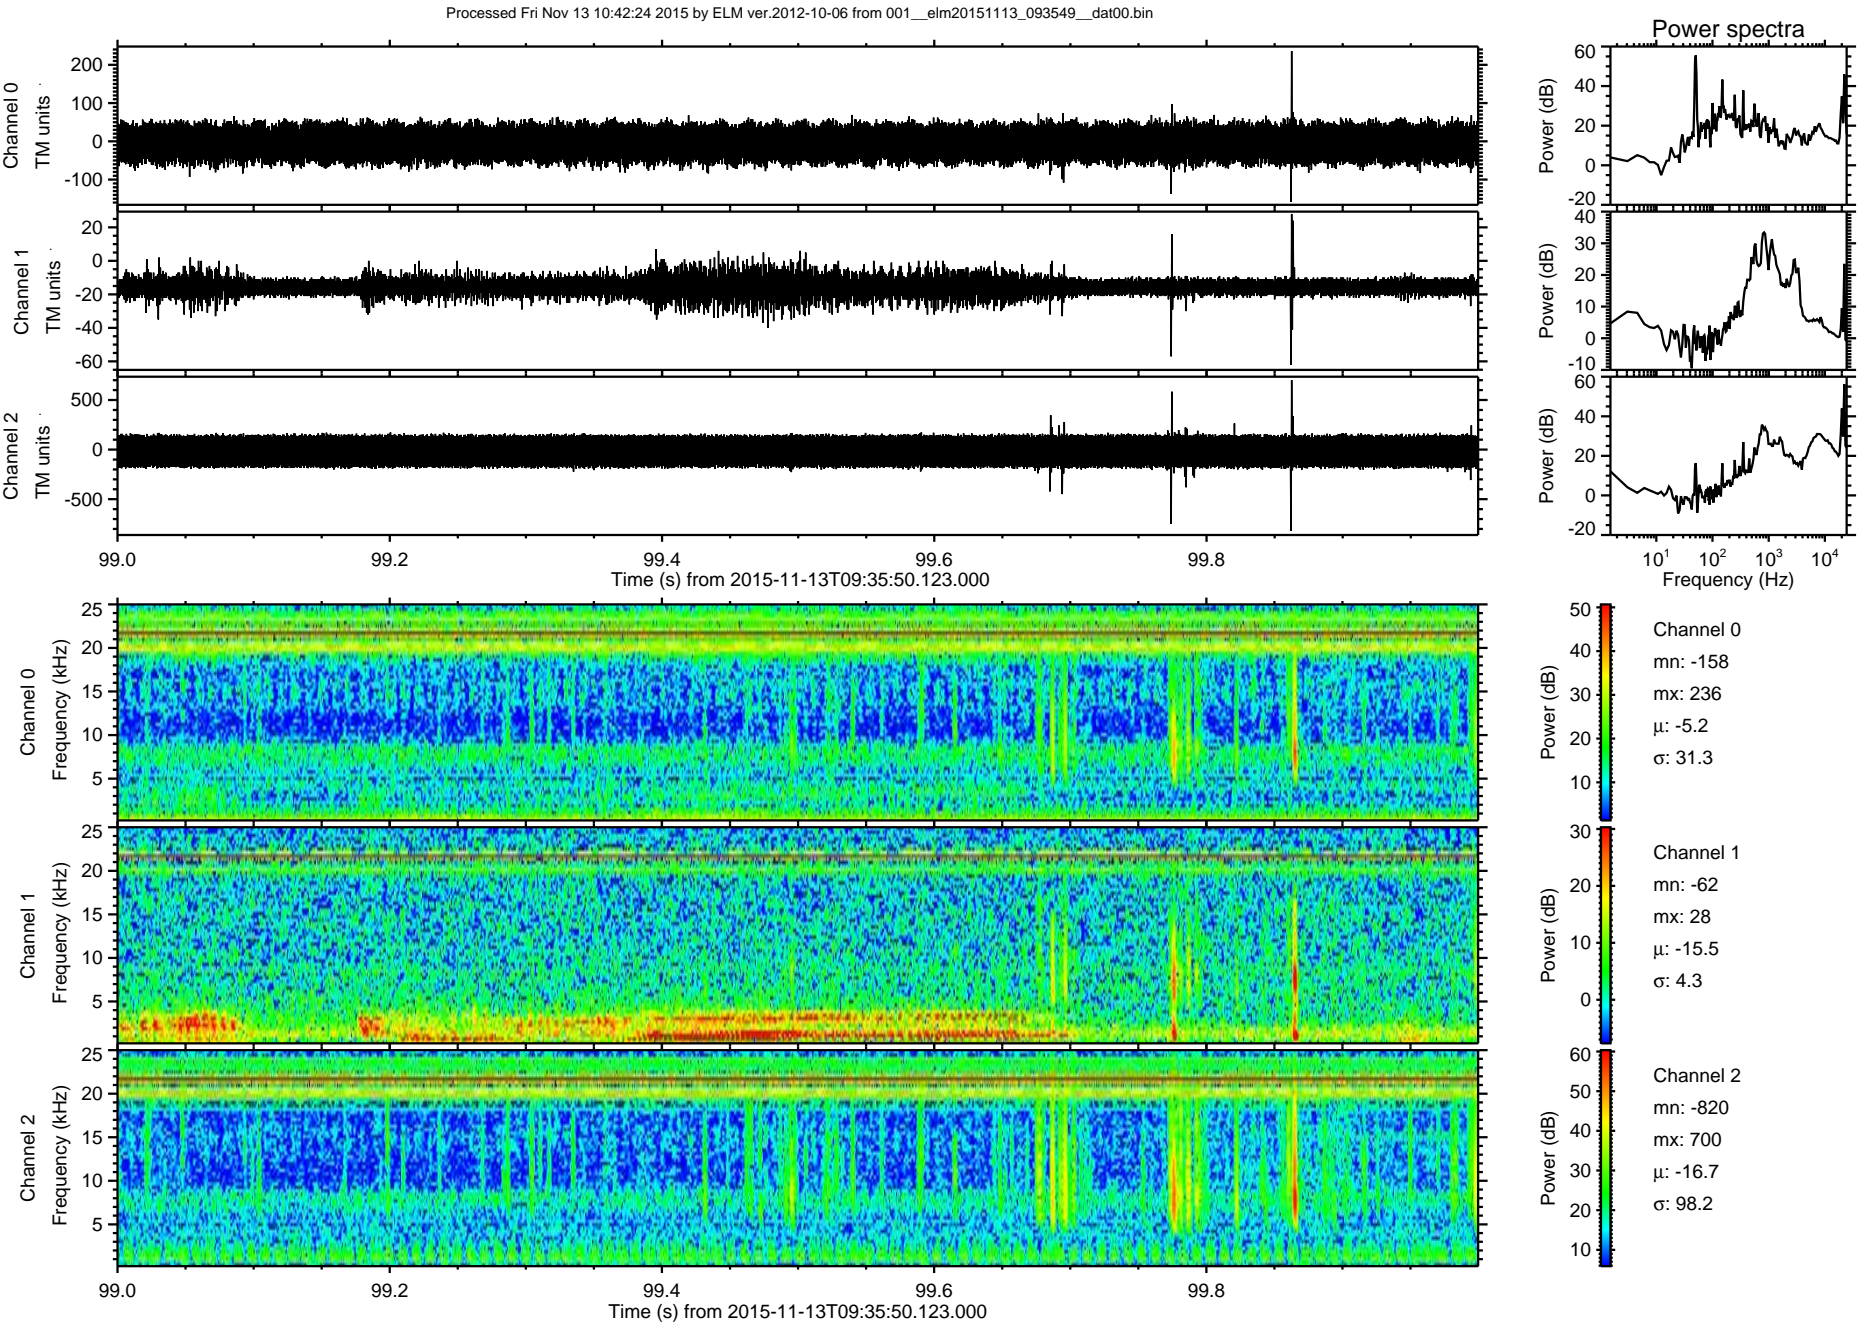 Processed Fri Nov 13 10:42:24 2015 by ELM ver.2012-10-06 from 001__elm20151113_093549__dat00.bin
Power spectra
Channel 0
TM units
200
100
0
-100
Power (dB)
60
40
20
0
-20
Channel 1
TM units
20
0
-20
-40
-60
Power (dB)
40
30
20
10
0
-10
Channel 2
TM units
500
0
-500
Power (dB)
60
40
20
0
-20
99.0 99.2 99.4 99.6 99.8
Time (s) from 2015-11-13T09:35:50.123.000
10¹ 10² 10³ 10⁴
Frequency (Hz)
Channel 0
Frequency (kHz)
25
20
15
10
5
Power (dB)
50
40
30
20
10
Channel 0
mn: -158
mx: 236
μ: -5.2
σ: 31.3
Channel 1
Frequency (kHz)
25
20
15
10
5
Power (dB)
30
20
10
0
Channel 1
mn: -62
mx: 28
μ: -15.5
σ: 4.3
Channel 2
Frequency (kHz)
25
20
15
10
5
Power (dB)
60
50
40
30
20
10
Channel 2
mn: -820
mx: 700
μ: -16.7
σ: 98.2
99.0 99.2 99.4 99.6 99.8
Time (s) from 2015-11-13T09:35:50.123.000